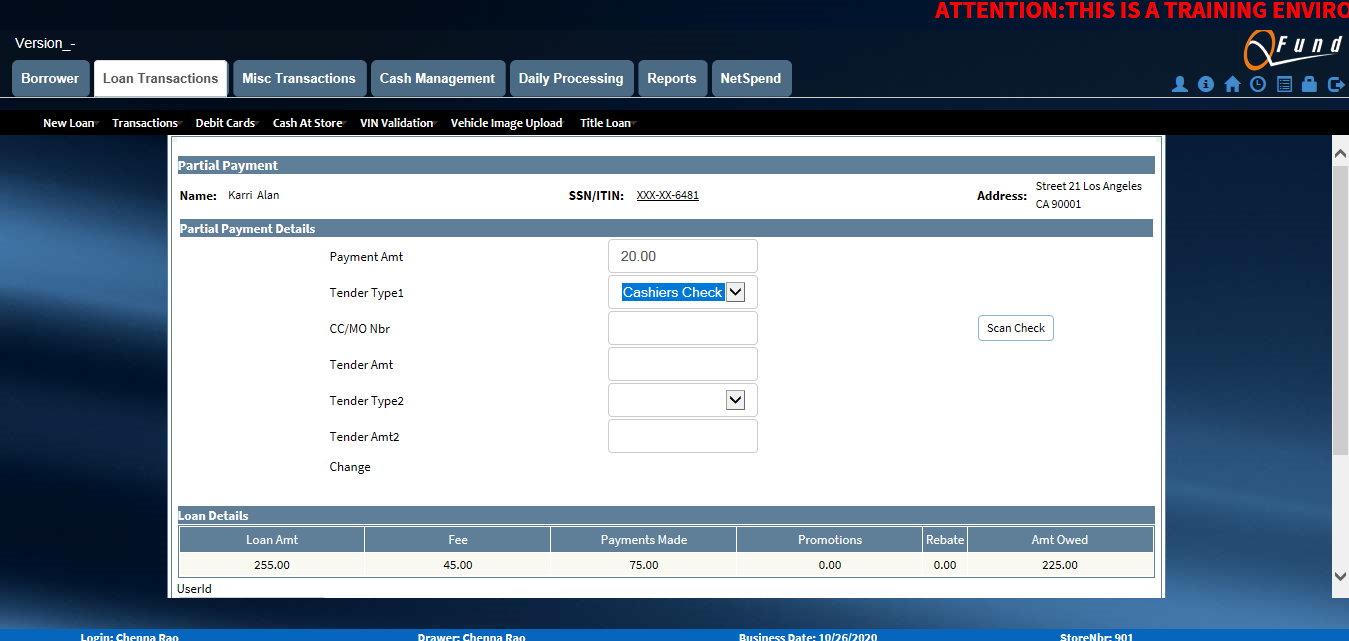 ATTENTION:THIS IS A TRAINING ENVIRO
Version_-
QFund
Borrower Loan Transactions Misc Transactions Cash Management Daily Processing Reports NetSpend
New Loan Transactions Debit Cards Cash At Store VIN Validation Vehicle Image Upload Title Loan
Partial Payment
Name: Karri Alan SSN/ITIN: XXX-XX-6481 Address: Street 21 Los Angeles
CA 90001
Partial Payment Details
Payment Amt 20.00
Tender Type1 Cashiers Check
CC/MO Nbr Scan Check
Tender Amt
Tender Type2
Tender Amt2
Change
Loan Details
Loan Amt Fee Payments Made Promotions Rebate Amt Owed
255.00 45.00 75.00 0.00 0.00 225.00
UserId
Login: Chenna Rao Drawer: Chenna Rao Business Date: 10/26/2020 StoreNbr: 901